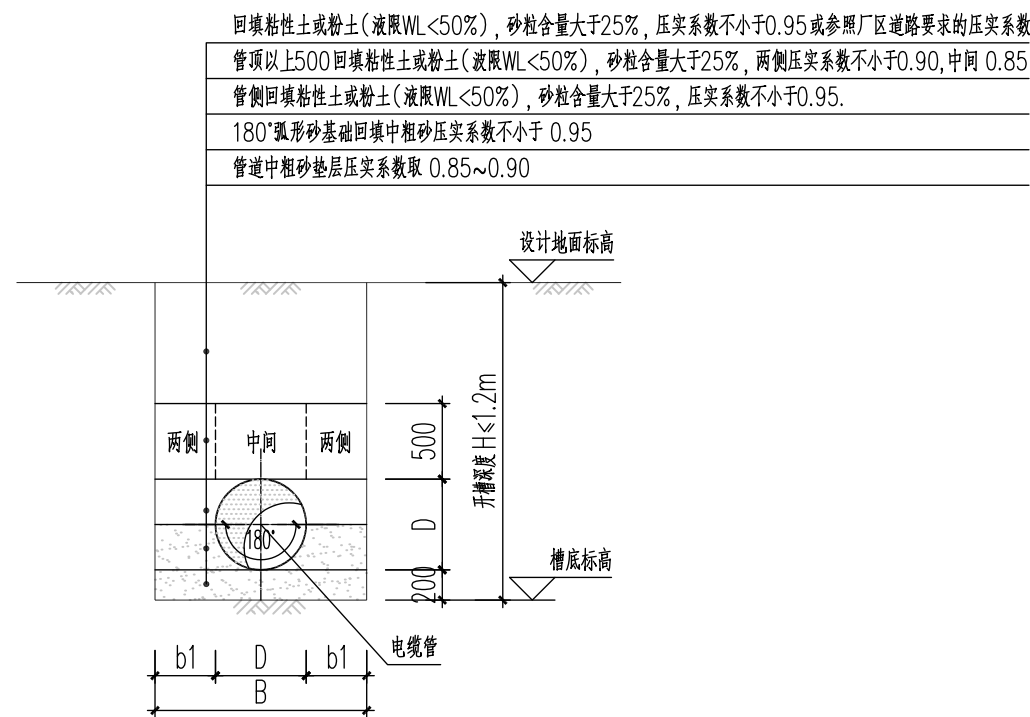 回填粘性土或粉土(液限WL<50%),砂粒含量大于25%,压实系数不小于0.95或参照厂区道路要求的压实系数
管顶以上500回填粘性土或粉土(波限WL<50%),砂粒含量大于25%,两侧压实系数不小于0.90,中间 0.85
管侧回填粘性土或粉土(液限WL<50%),砂粒含量大于25%,压实系数不小于0.95.
180°弧形砂基础回填中粗砂压实系数不小于 0.95
管道中粗砂垫层压实系数取 0.85~0.90
设计地面标高
两侧 中间 两侧
500
开槽深度H≤1.2m
D
180°
200
槽底标高
电缆管
b1 D b1
B